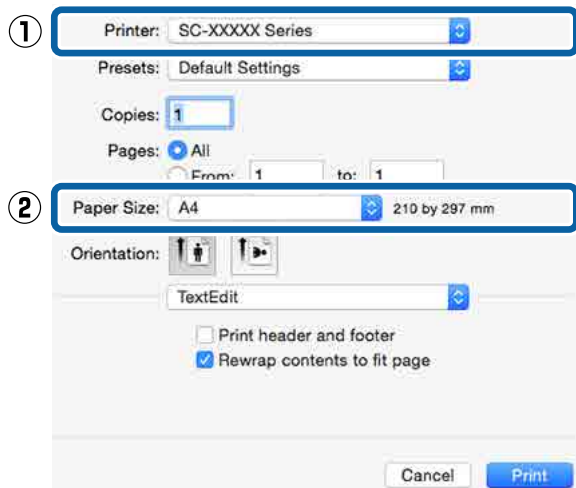 ① Printer: SC-XXXXX Series
Presets: Default Settings
Copies: 1
Pages: All
From: 1 to: 1
② Paper Size: A4 210 by 297 mm
Orientation:
TextEdit
Print header and footer
Rewrap contents to fit page
Cancel Print